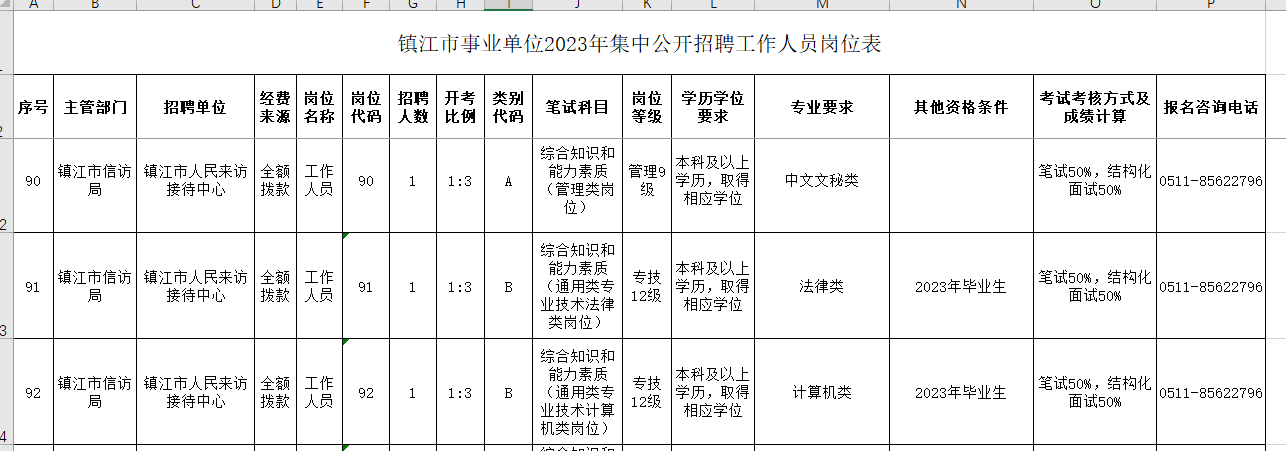 A B C D E F G H I J K L M N O P
镇江市事业单位2023年集中公开招聘工作人员岗位表
序号 主管部门 招聘单位 经费来源 岗位名称 岗位代码 招聘人数 开考比例 类别代码 笔试科目 岗位等级 学历学位要求 专业要求 其他资格条件 考试考核方式及成绩计算 报名咨询电话
90 镇江市信访局 镇江市人民来访接待中心 全额拨款 工作人员 90 1 1:3 A 综合知识和能力素质（管理类岗位） 管理9级 本科及以上学历，取得相应学位 中文文秘类 笔试50%，结构化面试50% 0511-85622796
91 镇江市信访局 镇江市人民来访接待中心 全额拨款 工作人员 91 1 1:3 B 综合知识和能力素质（通用类专业技术法律类岗位） 专技12级 本科及以上学历，取得相应学位 法律类 2023年毕业生 笔试50%，结构化面试50% 0511-85622796
92 镇江市信访局 镇江市人民来访接待中心 全额拨款 工作人员 92 1 1:3 B 综合知识和能力素质（通用类专业技术计算机类岗位） 专技12级 本科及以上学历，取得相应学位 计算机类 2023年毕业生 笔试50%，结构化面试50% 0511-85622796